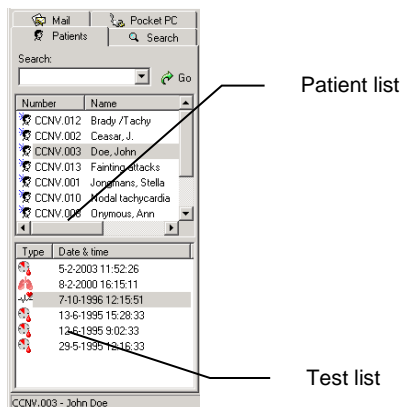 Mail Pocket PC
Patients Search
Search:
Go
Number Name
CCNV.012 Brady /Tachy
CCNV.002 Ceasar, J.
CCNV.003 Doe, John
CCNV.013 Fainting attacks
CCNV.001 Jongmans, Stella
CCNV.010 Nodal tachycardia
CCNV.008 Onymous, Ann
Type Date & time
5-2-2003 11:52:26
8-2-2000 16:15:11
7-10-1996 12:15:51
13-6-1995 15:28:33
12-6-1995 9:02:33
29-5-1995 12:16:33
CCNV.003 - John Doe
Patient list
Test list